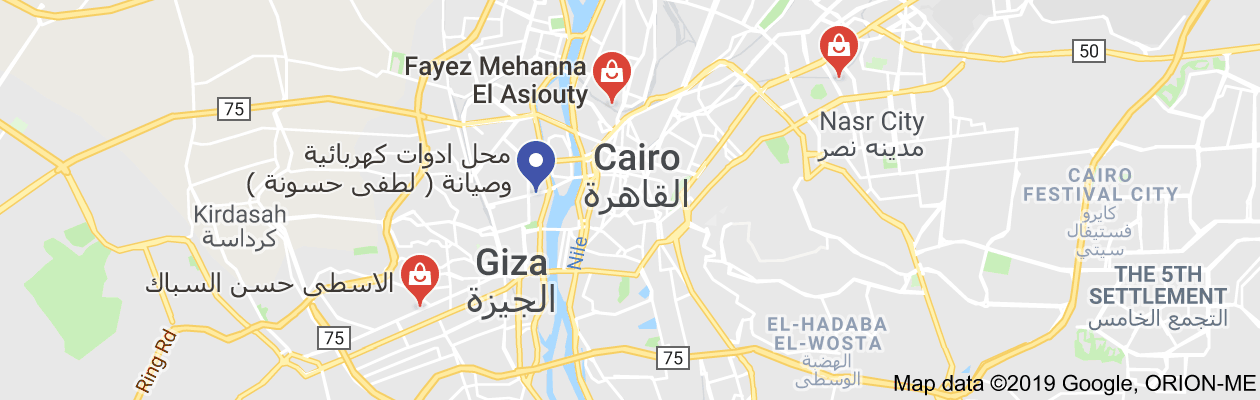 50
Fayez Mehanna
El Asiouty
75
Nasr City
مدينه نصر
محل ادوات كهربائية
وصيانة ( لطفى حسونة )
Cairo
القاهرة
CAIRO
FESTIVAL CITY
كايرو
فستيفال
سيتي
Kirdasah
كرداسة
Nile
Giza
الجيزة
الاسطى حسن السباك
THE 5TH
SETTLEMENT
التجمع الخامس
EL-HADABA
EL-WOSTA
الهضبة
الوسطى
75
75
Ring Rd
Map data ©2019 Google, ORION-ME